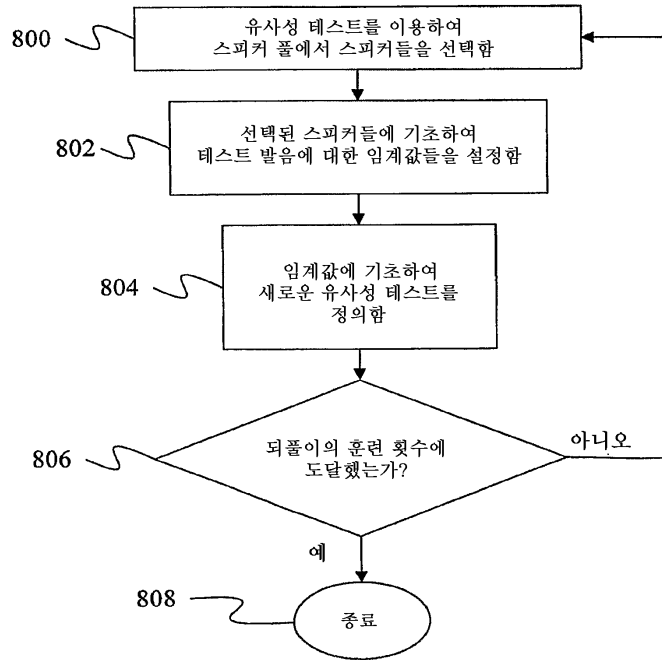 800
유사성 테스트를 이용하여
스피커 풀에서 스피커들을 선택함
802
선택된 스피커들에 기초하여
테스트 발음에 대한 임계값들을 설정함
804
임계값에 기초하여
새로운 유사성 테스트를
정의함
806
되풀이의 훈련 횟수에
도달했는가?
아니오
예
808
종료